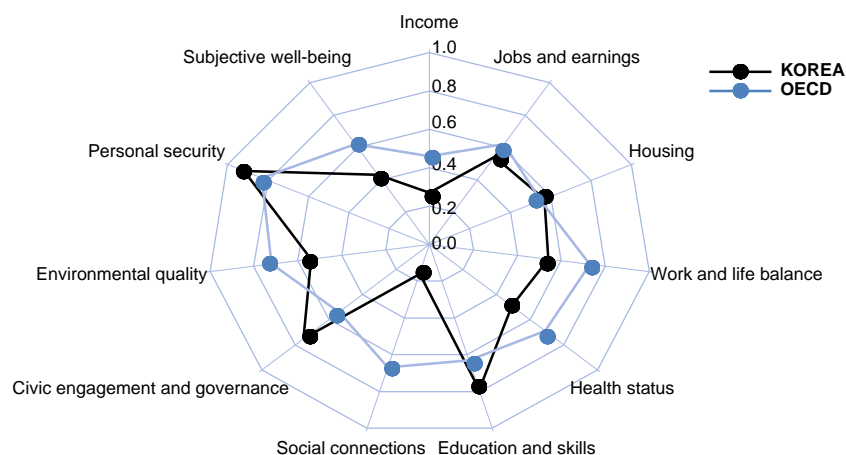 Income
1.0
Subjective well-being
Jobs and earnings
KOREA
OECD
0.8
0.6
Personal security
Housing
0.4
0.2
0.0
Environmental quality
Work and life balance
Civic engagement and governance
Health status
Social connections
Education and skills